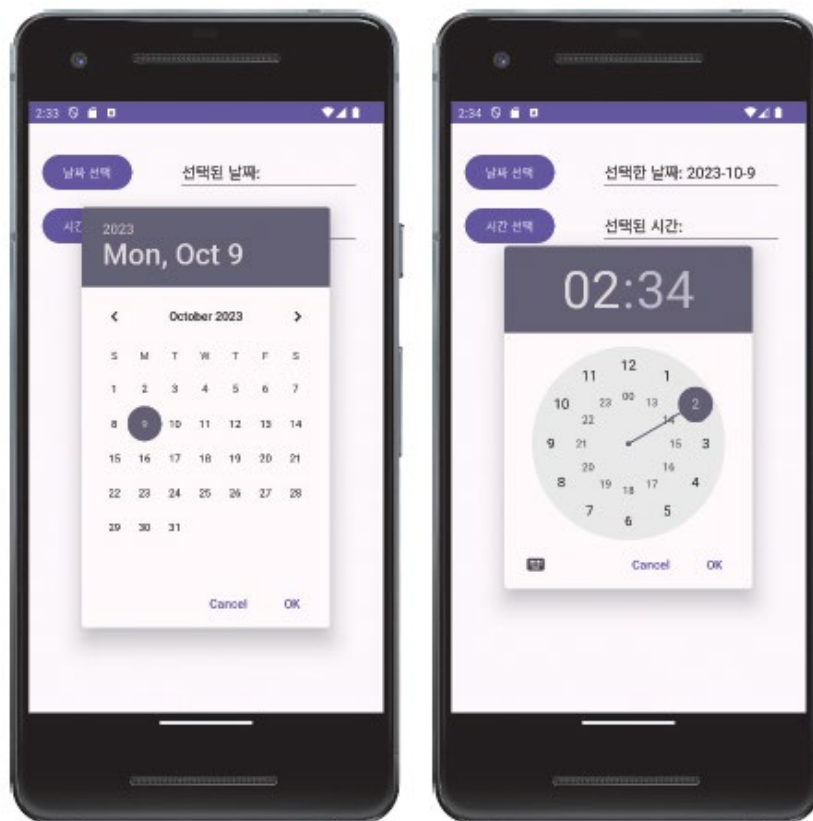 2:33
날짜 선택
선택된 날짜:
시간
2023
Mon, Oct 9
October 2023
S M T W T F S
1 2 3 4 5 6 7
8 9 10 11 12 13 14
15 16 17 18 19 20 21
22 23 24 25 26 27 28
29 30 31
Cancel OK
2:34
날짜 선택
선택한 날짜: 2023-10-9
시간 선택
선택된 시간:
02:34
12
11 1
23 00 13
10 2
22 14
9 21 15 3
20 16
8 4
19 18 17
7 5
6
Cancel OK